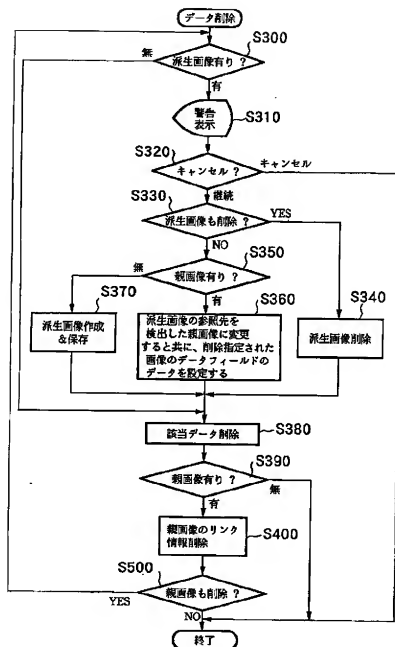 データ削除
S300
派生画像有り？
無
有
警告
表示
S310
S320
キャンセル？
キャンセル
継続
S330
派生画像も削除？
YES
NO
S350
親画像有り？
無
有
S370
派生画像作成
&保存
S360
派生画像の参照先を
検出した親画像に変更
すると共に、削除指定された
画像のデータフィールドの
データを設定する
S340
派生画像削除
S380
該当データ削除
S390
親画像有り？
無
有
親画像のリンク
情報削除
S400
S500
親画像も削除？
YES
NO
終了